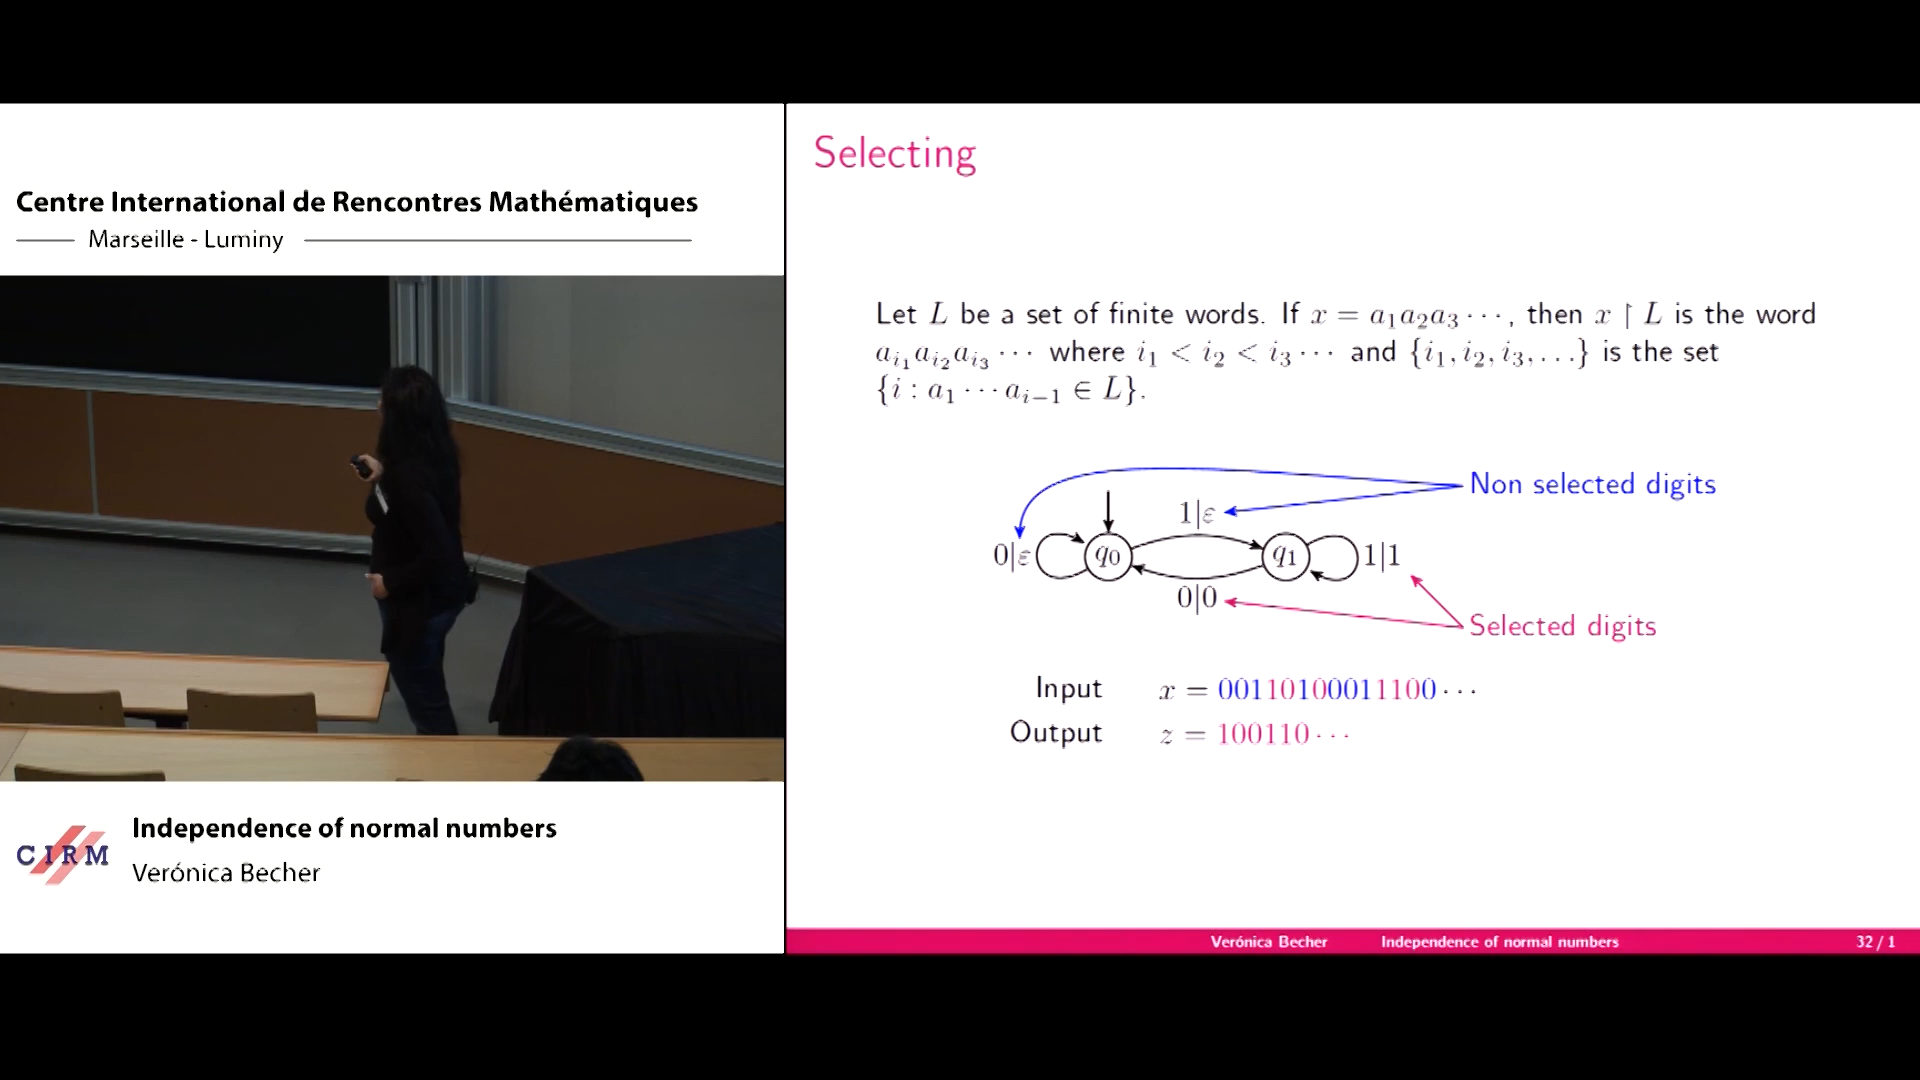 Centre International de Rencontres Mathématiques
Marseille - Luminy
CIRM
Independence of normal numbers
Verónica Becher
Selecting
Let L be a set of finite words. If x = a₁a₂a₃ ⋯, then x ↾ L is the word
aᵢ₁aᵢ₂aᵢ₃ ⋯ where i₁ < i₂ < i₃ ⋯ and {i₁, i₂, i₃, …} is the set
{i : a₁ ⋯ aᵢ₋₁ ∈ L}.
Non selected digits
1|ε
0|ε
q₀
q₁
1|1
0|0
Selected digits
Input x = 00110100011100 ⋯
Output z = 100110 ⋯
Verónica Becher Independence of normal numbers 32 / 1